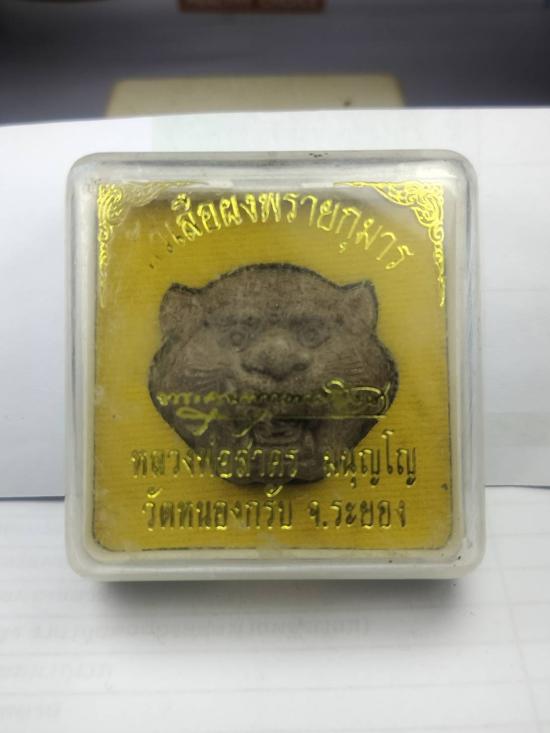 เสือผงพรายกุมาร
หลวงพ่อสาคร มนุญโญ
วัดหนองกรับ จ.ระยอง